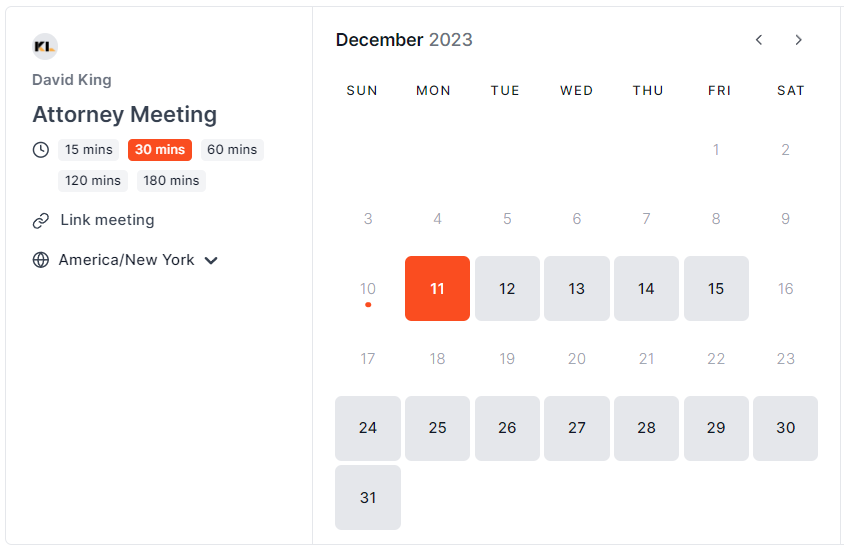 David King
Attorney Meeting
15 mins 30 mins 60 mins
120 mins 180 mins
Link meeting
America/New York
December 2023
SUN MON TUE WED THU FRI SAT
1 2
3 4 5 6 7 8 9
10 11 12 13 14 15 16
17 18 19 20 21 22 23
24 25 26 27 28 29 30
31